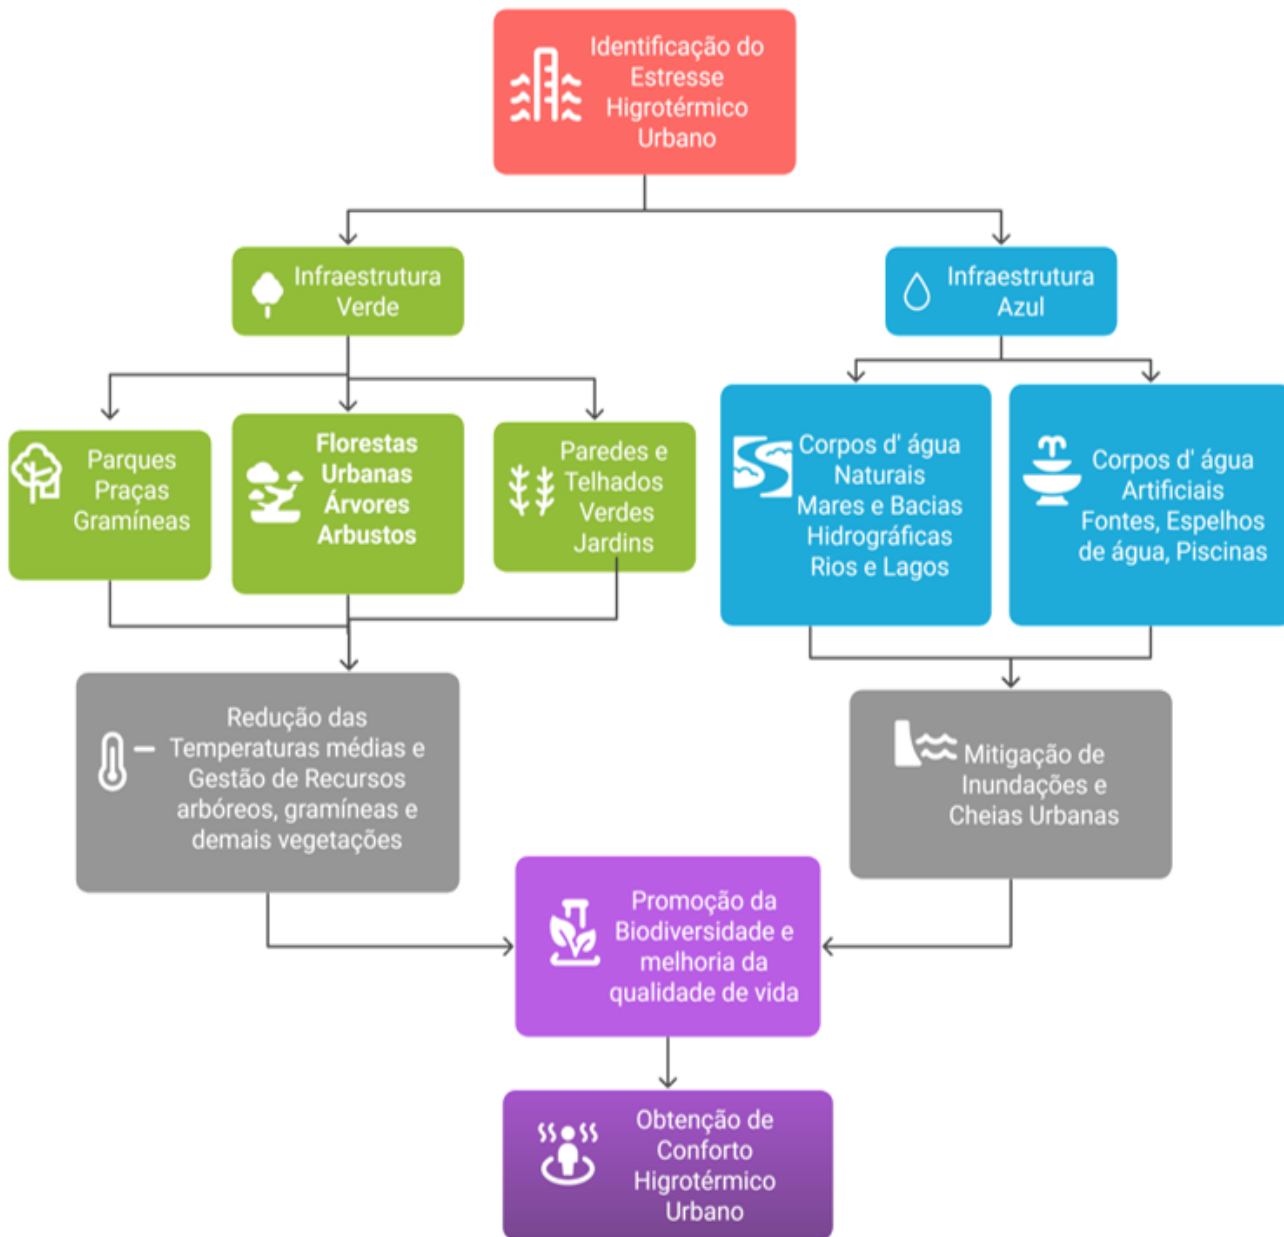 Identificação do
Estresse
Higrotérmico
Urbano
Infraestrutura
Verde
Infraestrutura
Azul
Parques
Praças
Gramíneas
Florestas
Urbanas
Árvores
Arbustos
Paredes e
Telhados
Verdes
Jardins
Corpos d' água
Naturais
Mares e Bacias
Hidrográficas
Rios e Lagos
Corpos d' água
Artificiais
Fontes, Espelhos
de água, Piscinas
Redução das
Temperaturas médias e
Gestão de Recursos
arbóreos, gramíneas e
demais vegetações
Mitigação de
Inundações e
Cheias Urbanas
Promoção da
Biodiversidade e
melhoria da
qualidade de vida
Obtenção de
Conforto
Higrotérmico
Urbano